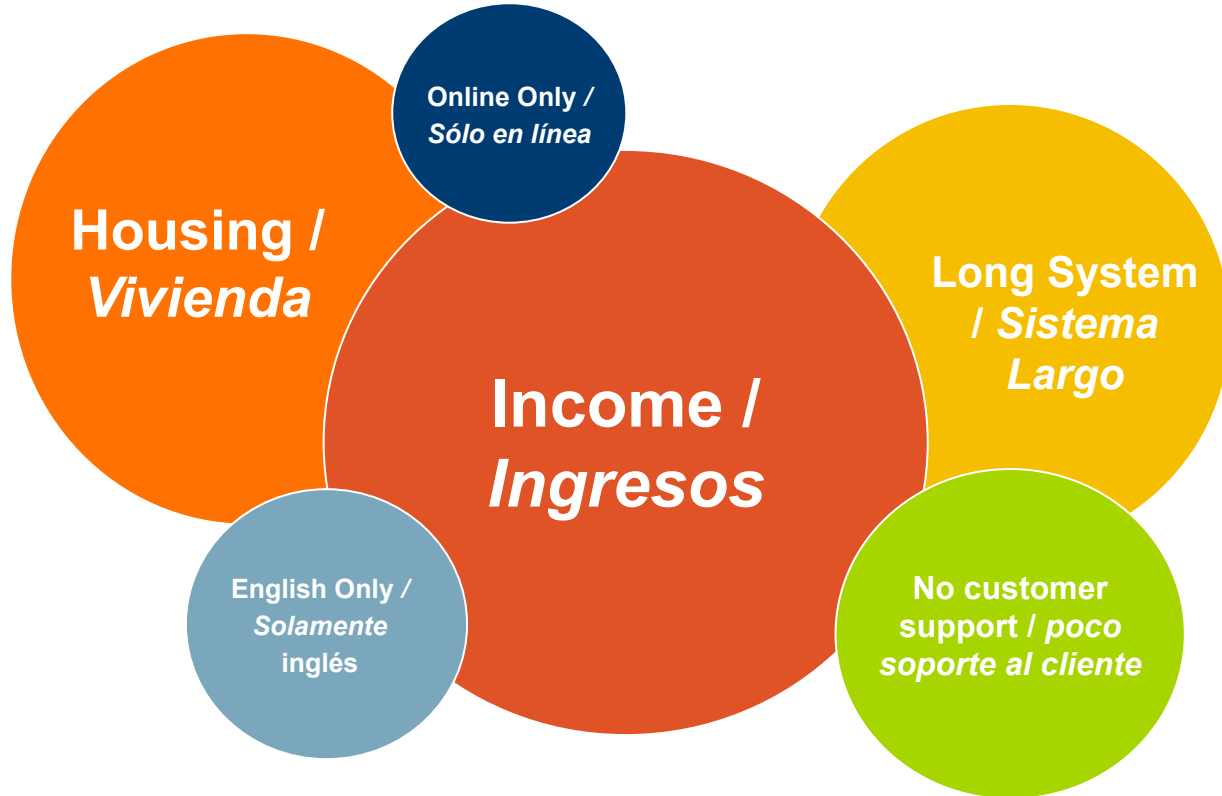 Online Only /
Sólo en línea
Housing /
Vivienda
Long System
/ Sistema
Largo
Income /
Ingresos
English Only /
Solamente
inglés
No customer
support / poco
soporte al cliente